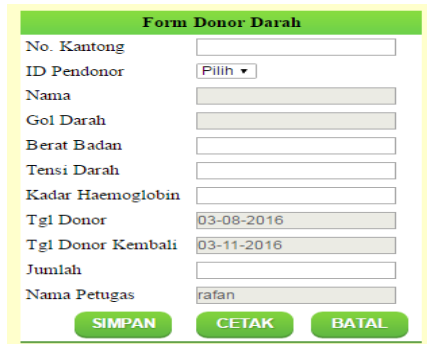 Form Donor Darah
No. Kantong
ID Pendonor Pilih
Nama
Gol Darah
Berat Badan
Tensi Darah
Kadar Haemoglobin
Tgl Donor 03-08-2016
Tgl Donor Kembali 03-11-2016
Jumlah
Nama Petugas rafan
SIMPAN CETAK BATAL